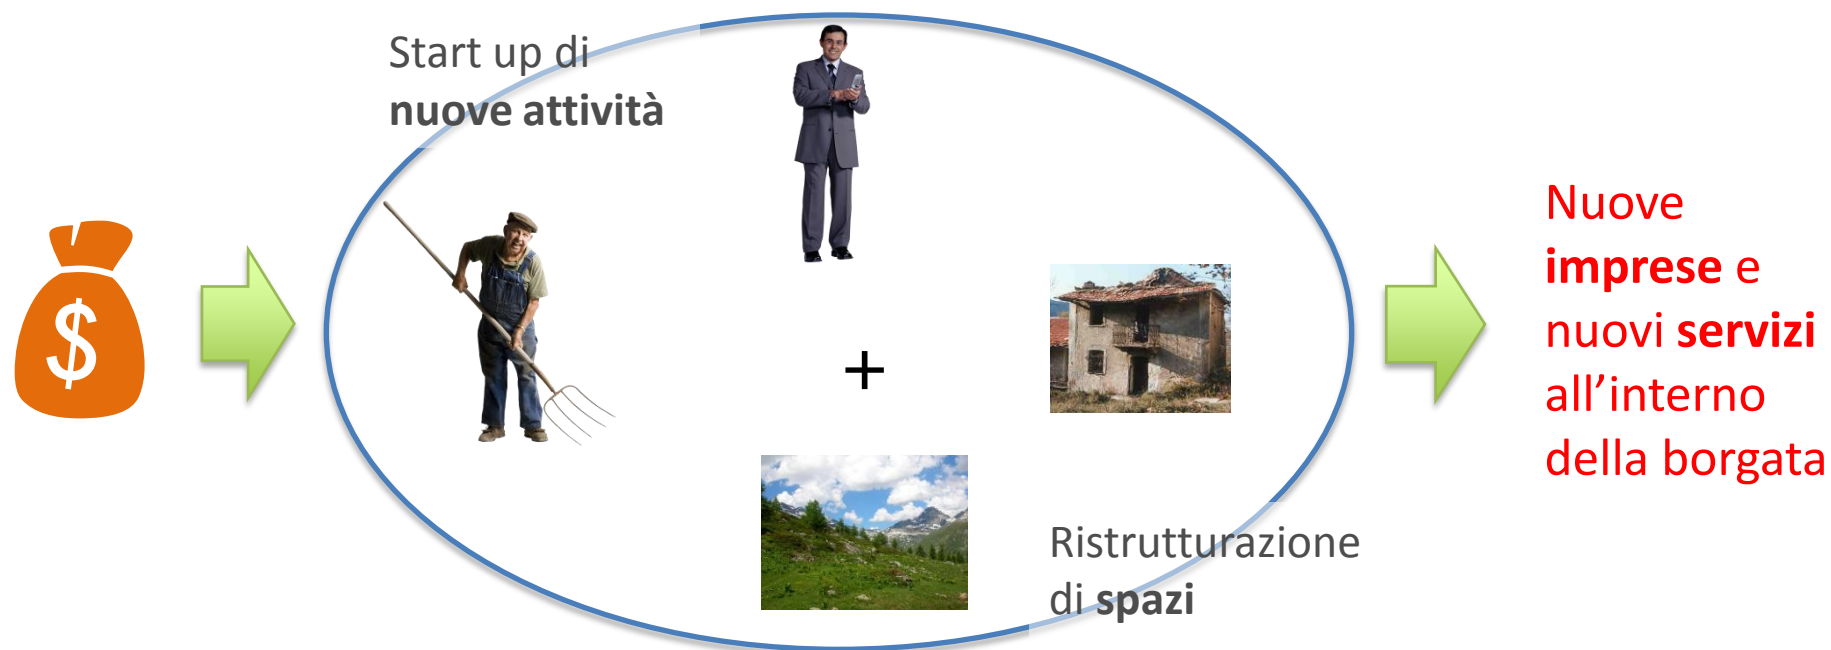 Start up di
nuove attività
$
+
Ristrutturazione
di spazi
Nuove
imprese e
nuovi servizi
all’interno
della borgata